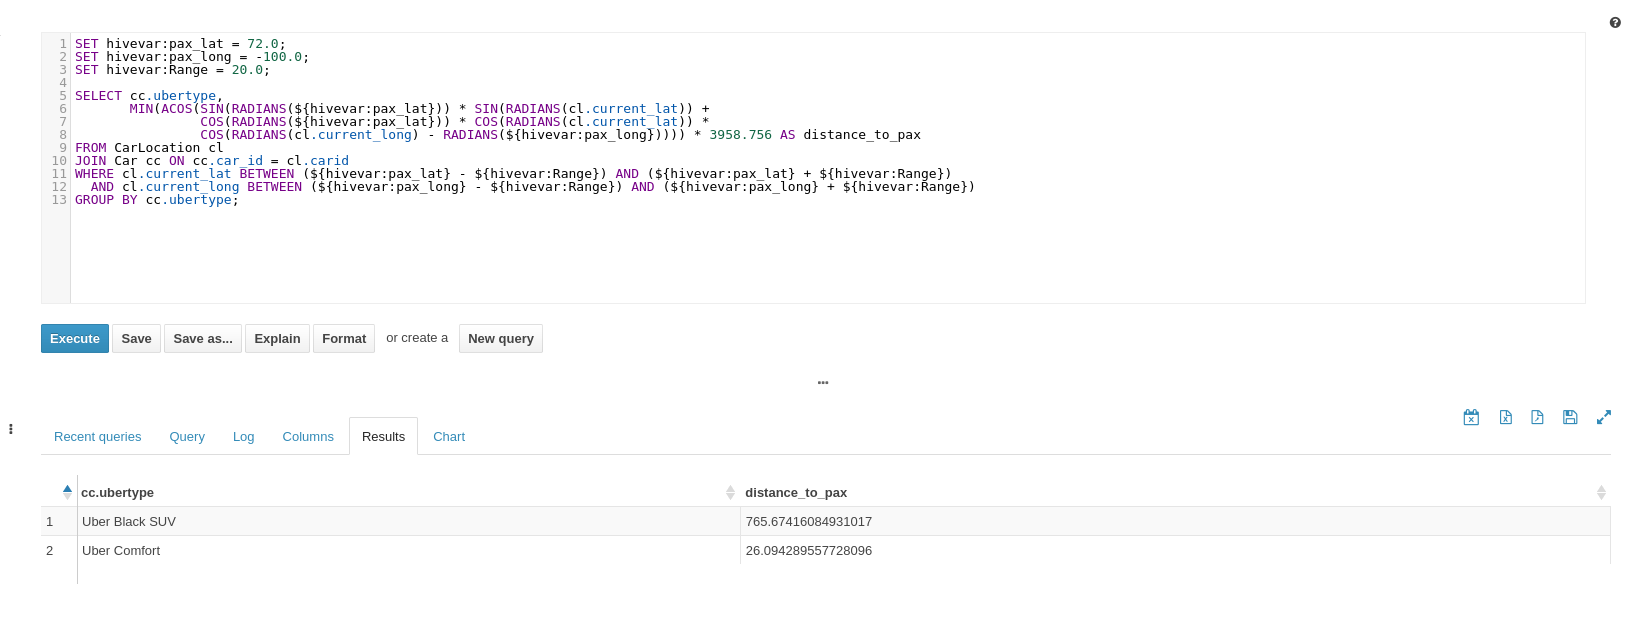 1 SET hivevar:pax_lat = 72.0;
2 SET hivevar:pax_long = -100.0;
3 SET hivevar:Range = 20.0;
4
5 SELECT cc.ubertype,
6        MIN(ACOS(SIN(RADIANS(${hivevar:pax_lat})) * SIN(RADIANS(cl.current_lat)) +
7                 COS(RADIANS(${hivevar:pax_lat})) * COS(RADIANS(cl.current_lat)) *
8                 COS(RADIANS(cl.current_long) - RADIANS(${hivevar:pax_long})))) * 3958.756 AS distance_to_pax
9 FROM CarLocation cl
10 JOIN Car cc ON cc.car_id = cl.carid
11 WHERE cl.current_lat BETWEEN (${hivevar:pax_lat} - ${hivevar:Range}) AND (${hivevar:pax_lat} + ${hivevar:Range})
12   AND cl.current_long BETWEEN (${hivevar:pax_long} - ${hivevar:Range}) AND (${hivevar:pax_long} + ${hivevar:Range})
13 GROUP BY cc.ubertype;
Execute Save Save as... Explain Format or create a New query
Recent queries Query Log Columns Results Chart
cc.ubertype distance_to_pax
1 Uber Black SUV 765.67416084931017
2 Uber Comfort 26.094289557728096